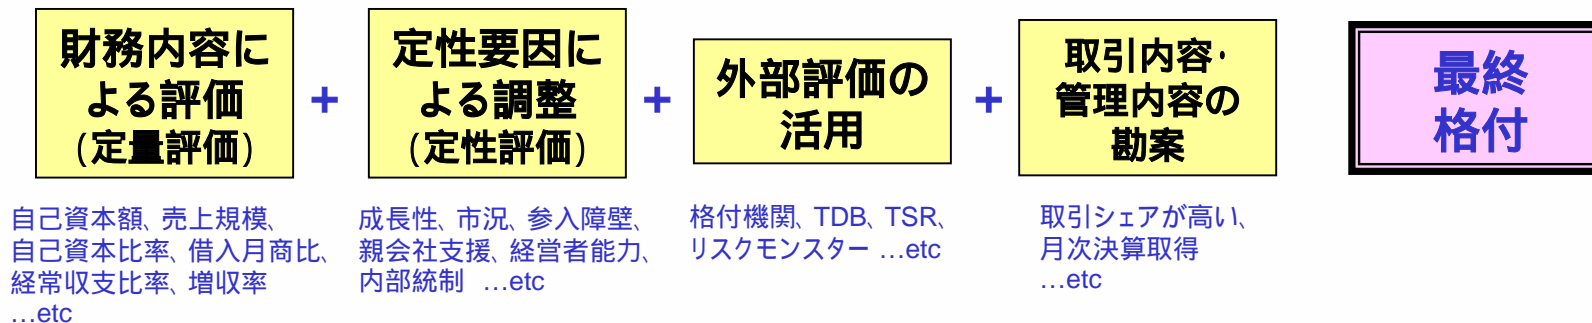 財務内容に
よる評価
(定量評価)
+
定性要因に
よる調整
(定性評価)
+
外部評価の
活用
+
取引内容・
管理内容の
勘案
最終
格付
自己資本額、売上規模、
自己資本比率、借入月商比、
経常収支比率、増収率
…etc
成長性、市況、参入障壁、
親会社支援、経営者能力、
内部統制 …etc
格付機関、TDB、TSR、
リスクモンスター …etc
取引シェアが高い、
月次決算取得
…etc